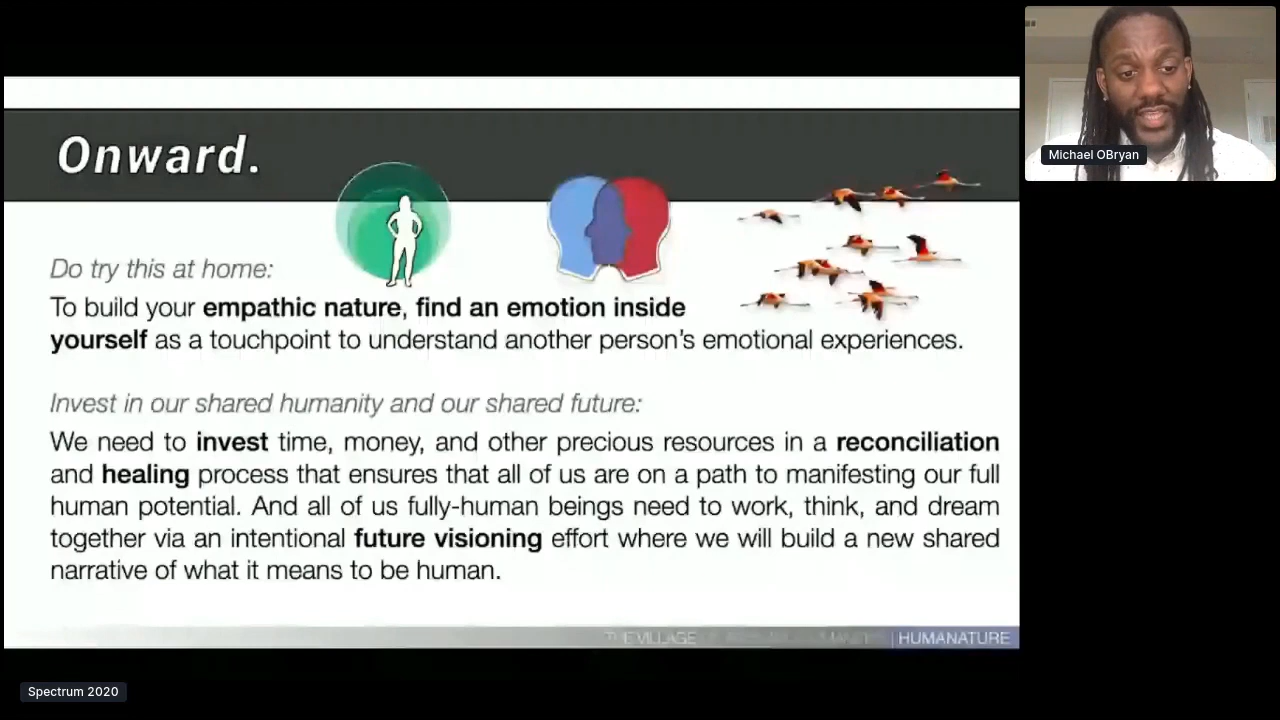 Onward.
Do try this at home:
To build your empathic nature, find an emotion inside
yourself as a touchpoint to understand another person's emotional experiences.
Invest in our shared humanity and our shared future:
We need to invest time, money, and other precious resources in a reconciliation
and healing process that ensures that all of us are on a path to manifesting our full
human potential. And all of us fully-human beings need to work, think, and dream
together via an intentional future visioning effort where we will build a new shared
narrative of what it means to be human.
THE VILLAGE
| HUMANATURE
Michael OBryan
Spectrum 2020